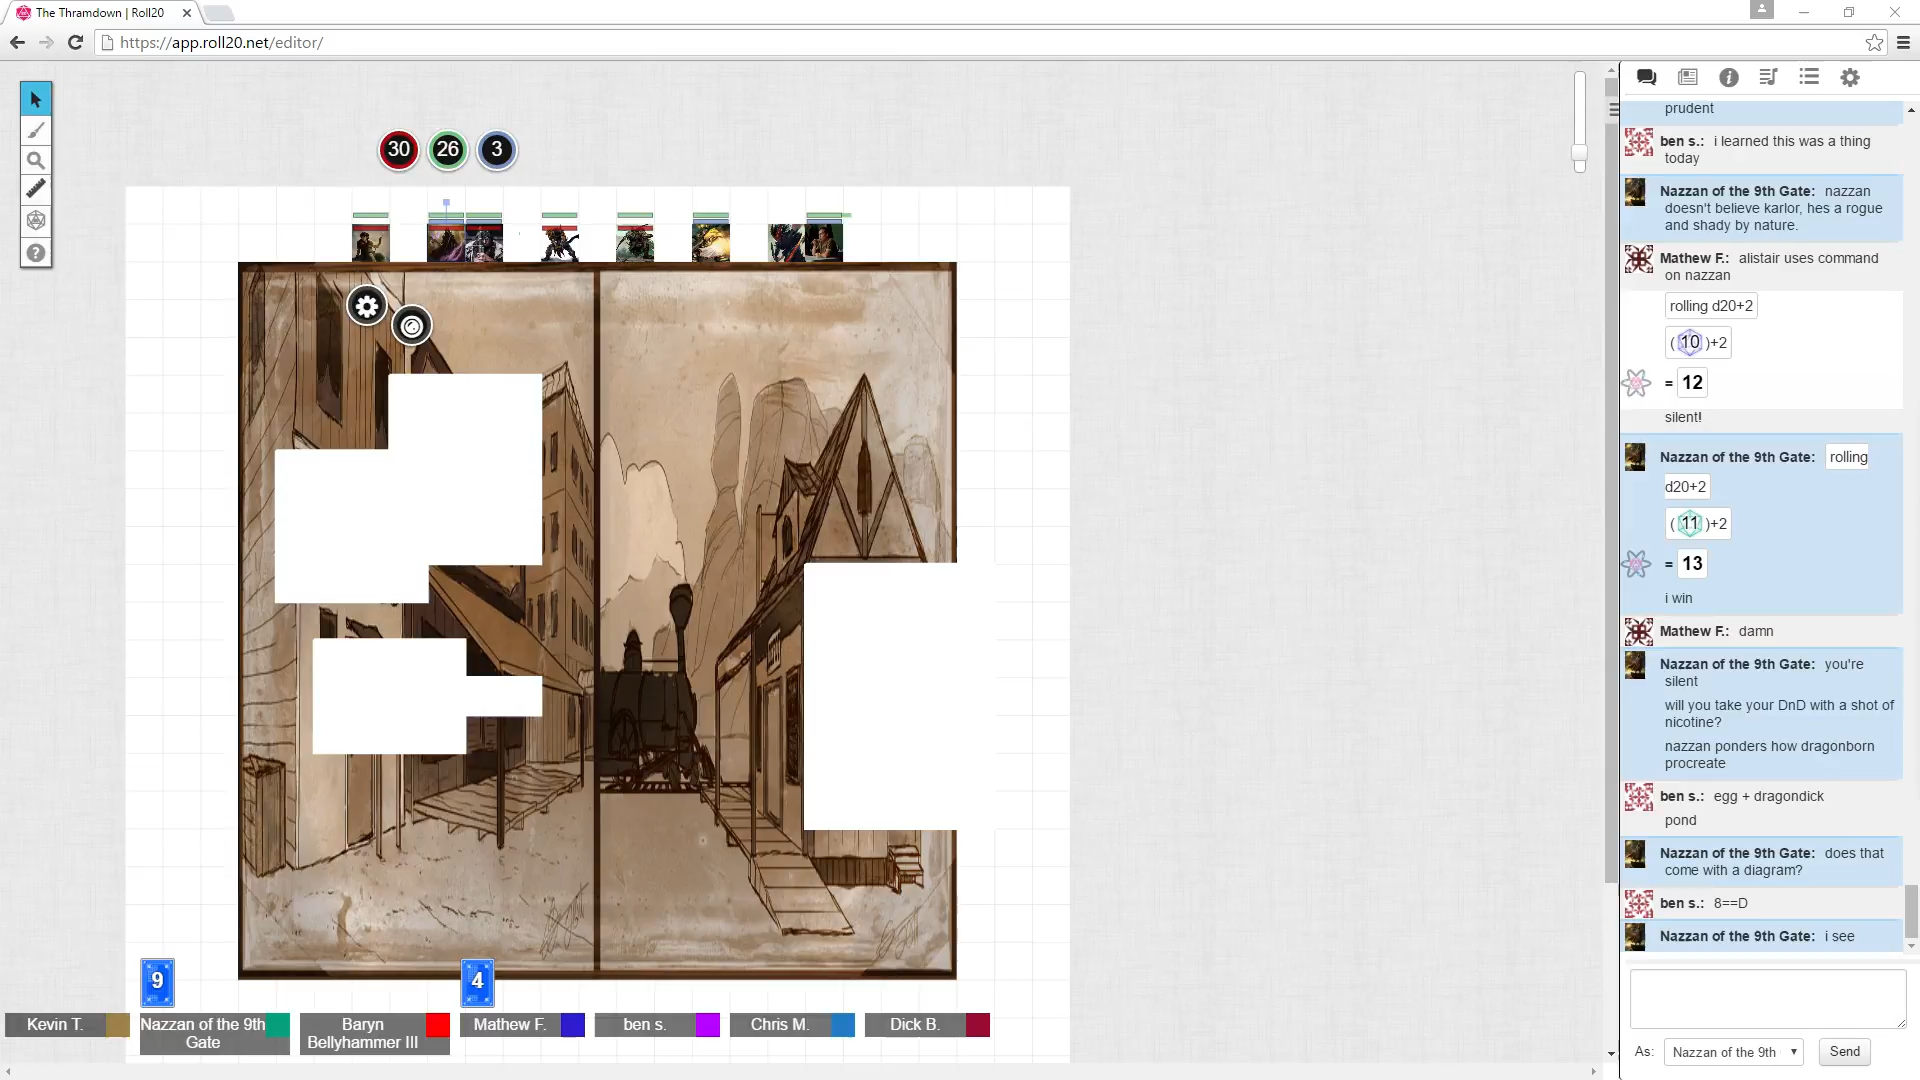 The Thramdown | Roll20
https://app.roll20.net/editor/
30 26 3
prudent
ben s.: i learned this was a thing
today
Nazzan of the 9th Gate: nazzan
doesn't believe karlor, hes a rogue
and shady by nature.
Mathew F.: alistair uses command
on nazzan
rolling d20+2
(10)+2
= 12
silent!
Nazzan of the 9th Gate: rolling
d20+2
(11)+2
= 13
i win
Mathew F.: damn
Nazzan of the 9th Gate: you're
silent
will you take your DnD with a shot of
nicotine?
nazzan ponders how dragonborn
procreate
ben s.: egg + dragondick
pond
Nazzan of the 9th Gate: does that
come with a diagram?
ben s.: 8==D
Nazzan of the 9th Gate: i see
9
4
Kevin T.
Nazzan of the 9th
Gate
Baryn
Bellyhammer III
Mathew F.
ben s.
Chris M.
Dick B.
As: Nazzan of the 9th
Send